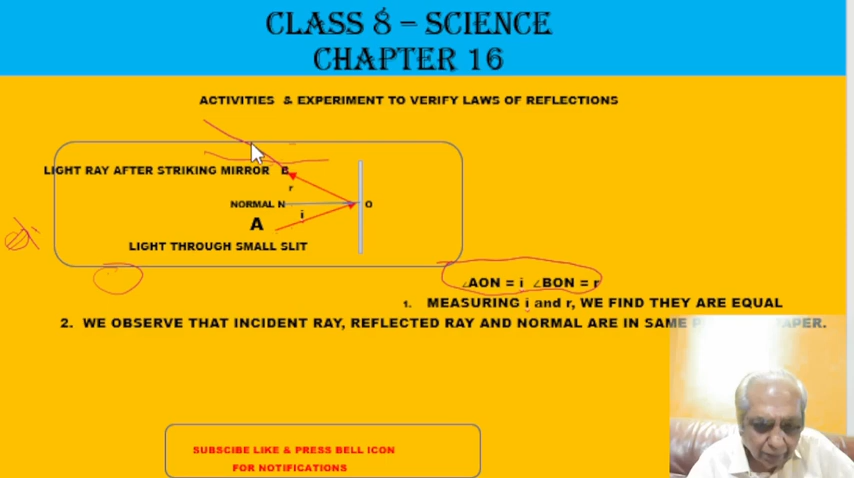 CLASS 8 – SCIENCE
CHAPTER 16
ACTIVITIES & EXPERIMENT TO VERIFY LAWS OF REFLECTIONS
LIGHT RAY AFTER STRIKING MIRROR B
r
NORMAL N O
i
A
LIGHT THROUGH SMALL SLIT
∠AON = i ∠BON = r
1. MEASURING i and r, WE FIND THEY ARE EQUAL
2. WE OBSERVE THAT INCIDENT RAY, REFLECTED RAY AND NORMAL ARE IN SAME
SUBSCIBE LIKE & PRESS BELL ICON
FOR NOTIFICATIONS